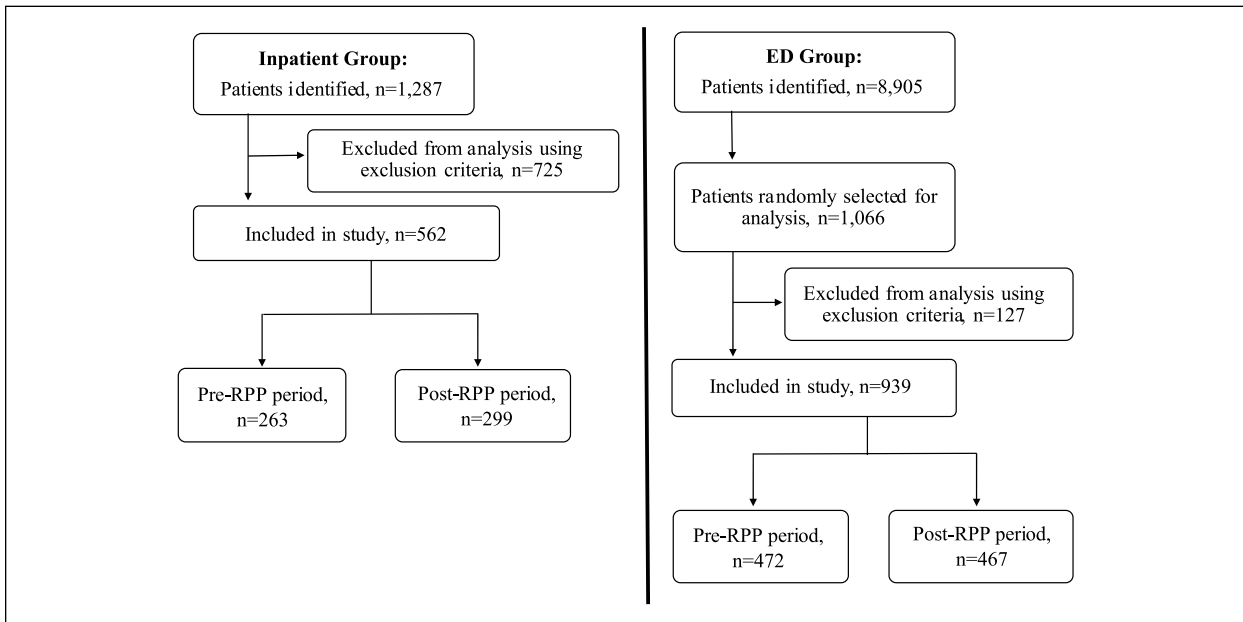 Inpatient Group:
Patients identified, n=1,287
Excluded from analysis using
exclusion criteria, n=725
Included in study, n=562
Pre-RPP period,
n=263
Post-RPP period,
n=299
ED Group:
Patients identified, n=8,905
Patients randomly selected for
analysis, n=1,066
Excluded from analysis using
exclusion criteria, n=127
Included in study, n=939
Pre-RPP period,
n=472
Post-RPP period,
n=467